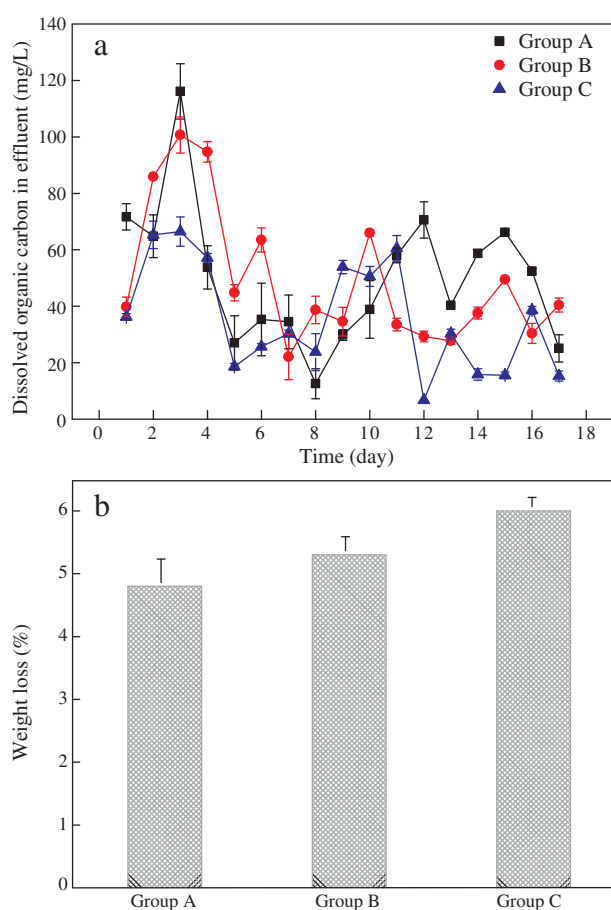 a
Group A
Group B
Group C
Dissolved organic carbon in effluent (mg/L)
140
120
100
80
60
40
20
0
0 2 4 6 8 10 12 14 16 18
Time (day)
b
Weight loss (%)
6
5
4
3
2
1
0
Group A Group B Group C